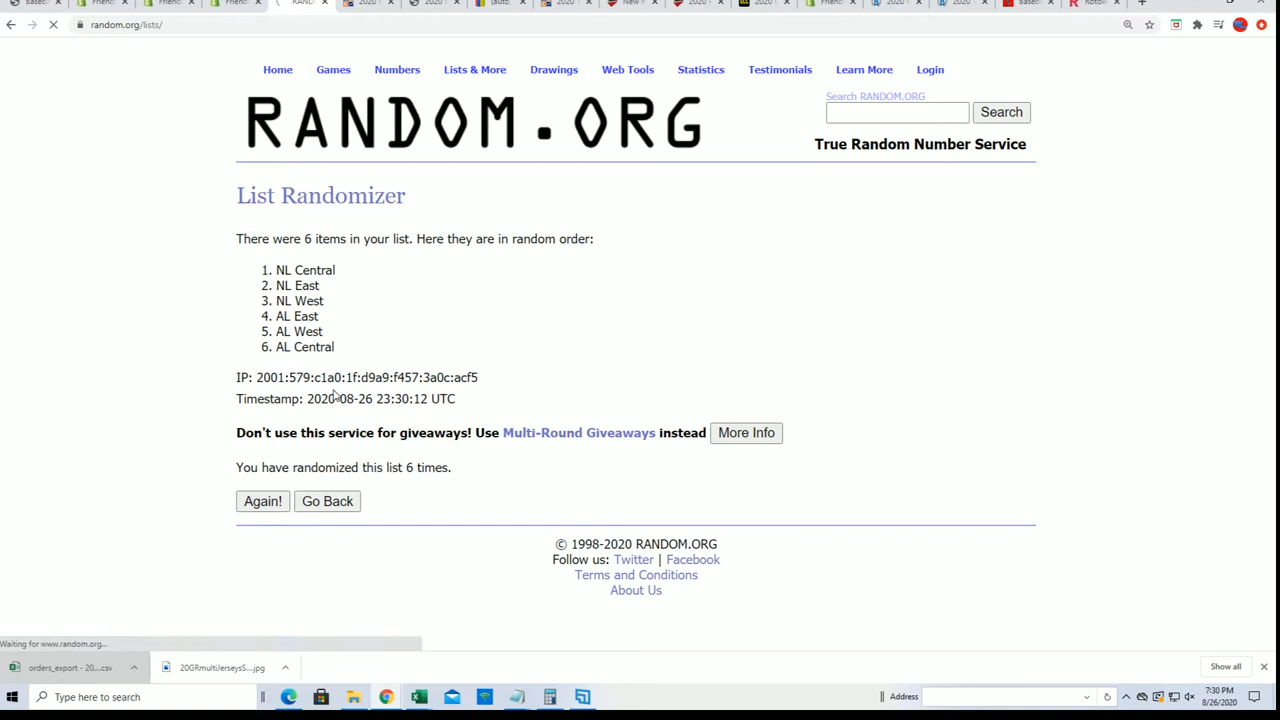 random.org/lists/
Home Games Numbers Lists & More Drawings Web Tools Statistics Testimonials Learn More Login
RANDOM.ORG
Search RANDOM.ORG
Search
True Random Number Service
List Randomizer
There were 6 items in your list. Here they are in random order:
1. NL Central
2. NL East
3. NL West
4. AL East
5. AL West
6. AL Central
IP: 2001:579:c1a0:1f:d9a9:f457:3a0c:acf5
Timestamp: 2020-08-26 23:30:12 UTC
Don't use this service for giveaways! Use Multi-Round Giveaways instead More Info
You have randomized this list 6 times.
Again! Go Back
© 1998-2020 RANDOM.ORG
Follow us: Twitter | Facebook
Terms and Conditions
About Us
Waiting for www.random.org...
orders_export - 20....csv 20GRmultiJerseysS....jpg Show all
Type here to search Address 7:30 PM
8/26/2020